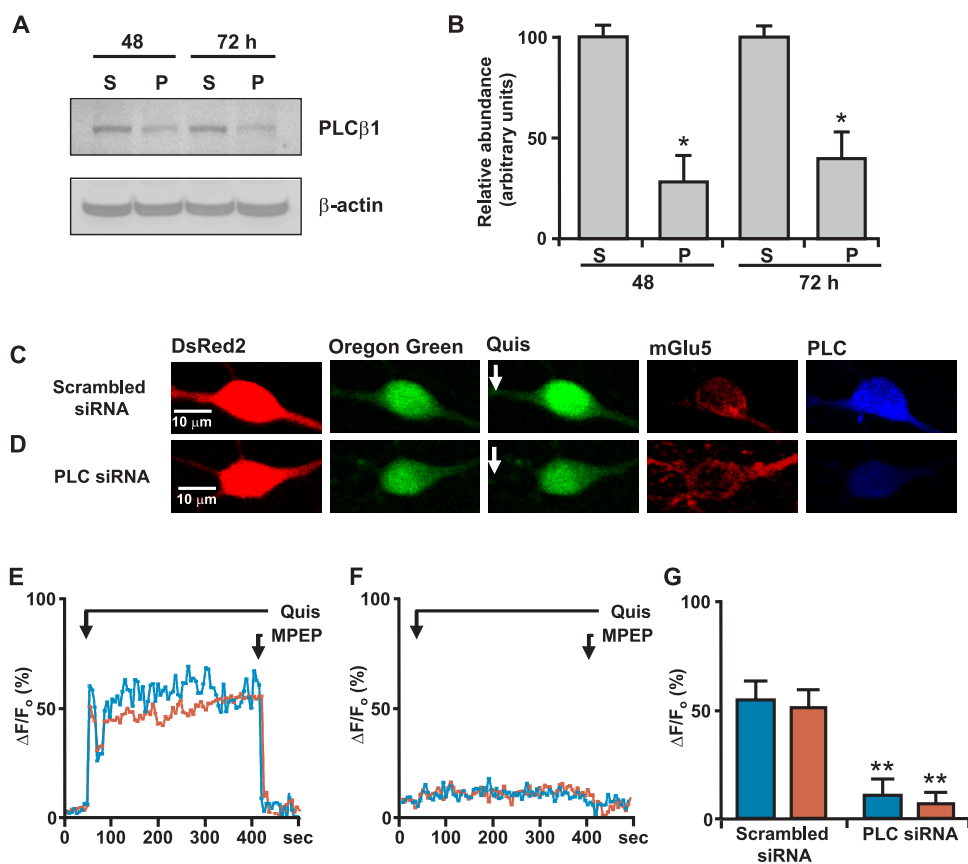 A
48 72 h
S P S P
PLCβ1
β-actin
B
Relative abundance
(arbitrary units)
100
50
0
* *
S P S P
48 72 h
C
DsRed2 Oregon Green Quis mGlu5 PLC
Scrambled
siRNA
10 μm
D
PLC siRNA
10 μm
E
100
50
0
ΔF/Fo (%)
Quis
MPEP
0 100 200 300 400 sec
F
100
50
0
ΔF/Fo (%)
Quis
MPEP
0 100 200 300 400 sec
G
100
50
0
ΔF/Fo (%)
** **
Scrambled
siRNA
PLC siRNA